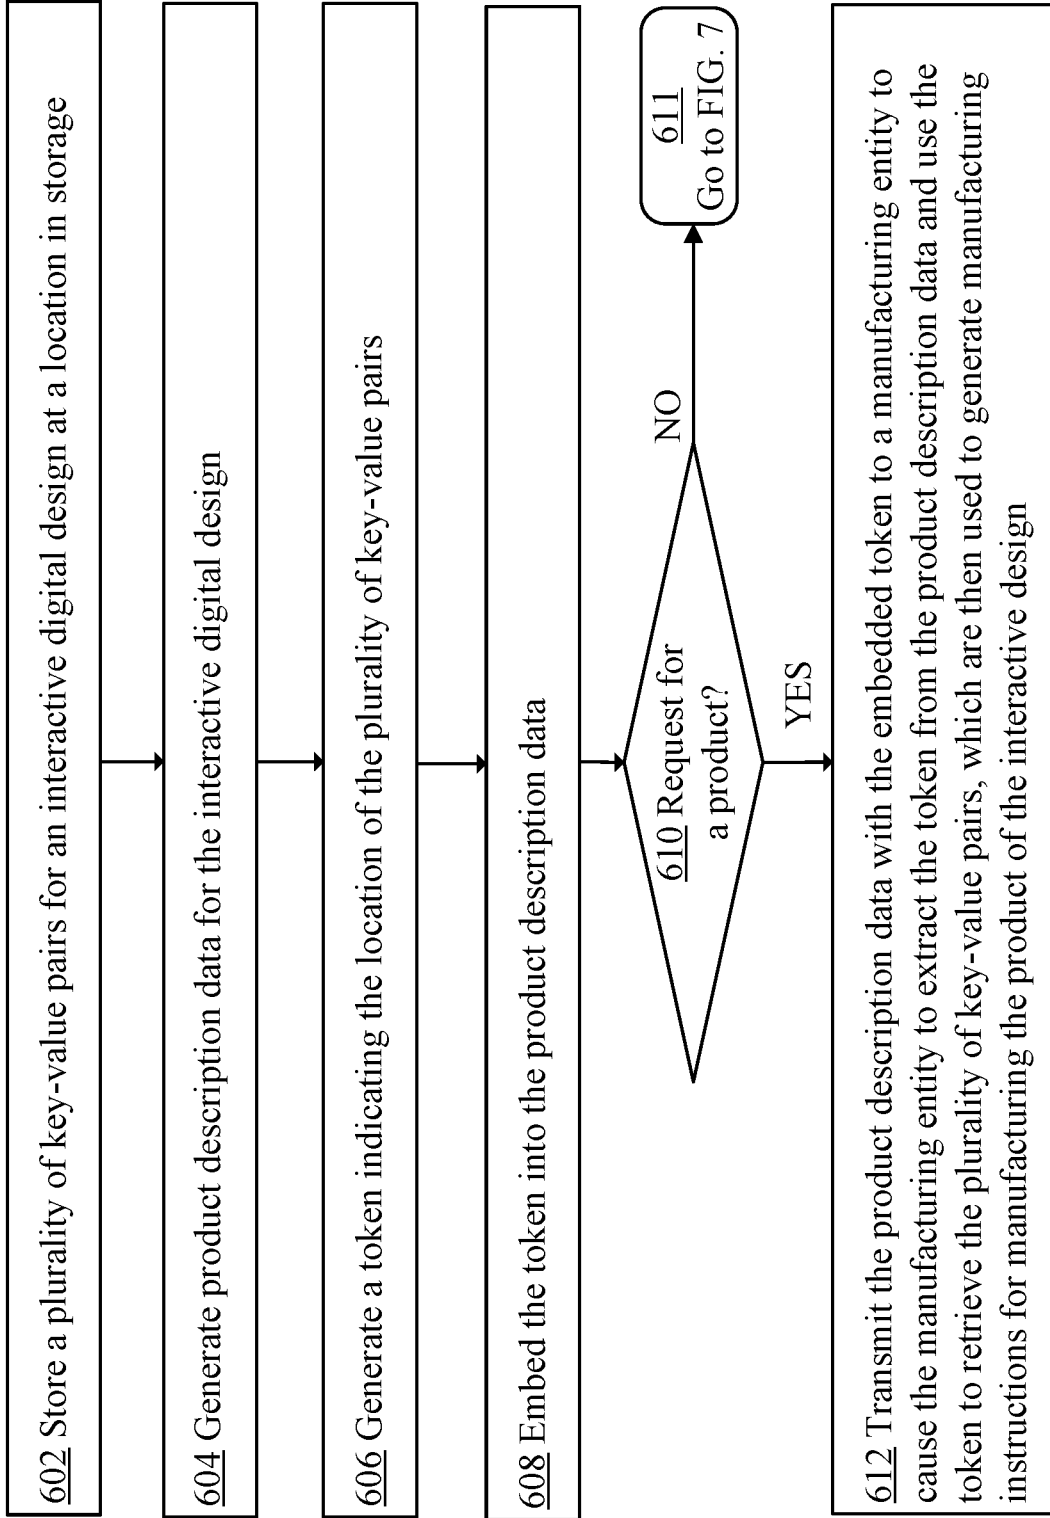 602 Store a plurality of key-value pairs for an interactive digital design at a location in storage
604 Generate product description data for the interactive digital design
606 Generate a token indicating the location of the plurality of key-value pairs
608 Embed the token into the product description data
610 Request for
a product?
NO
611
Go to FIG. 7
YES
612 Transmit the product description data with the embedded token to a manufacturing entity to
cause the manufacturing entity to extract the token from the product description data and use the
token to retrieve the plurality of key-value pairs, which are then used to generate manufacturing
instructions for manufacturing the product of the interactive design